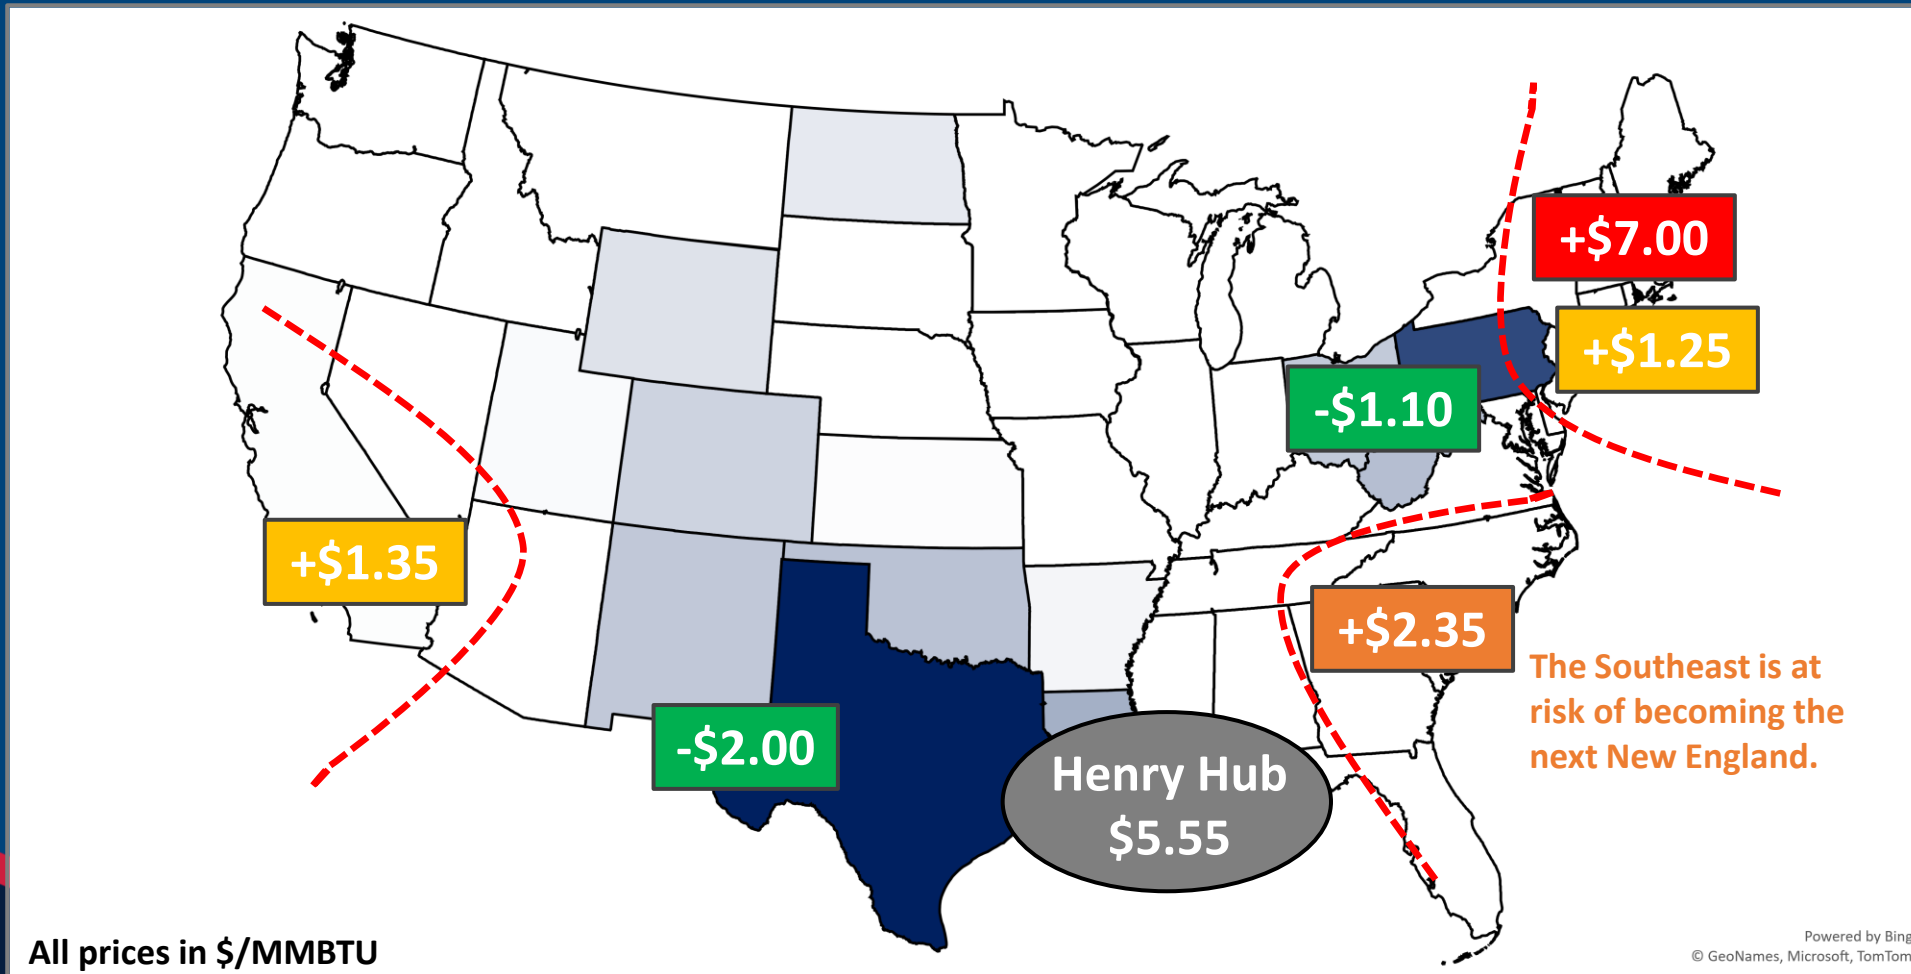 +$7.00
+$1.25
-$1.10
+$1.35
+$2.35
The Southeast is at
risk of becoming the
next New England.
-$2.00
Henry Hub
$5.55
All prices in $/MMBTU
Powered by Bing
© GeoNames, Microsoft, TomTom